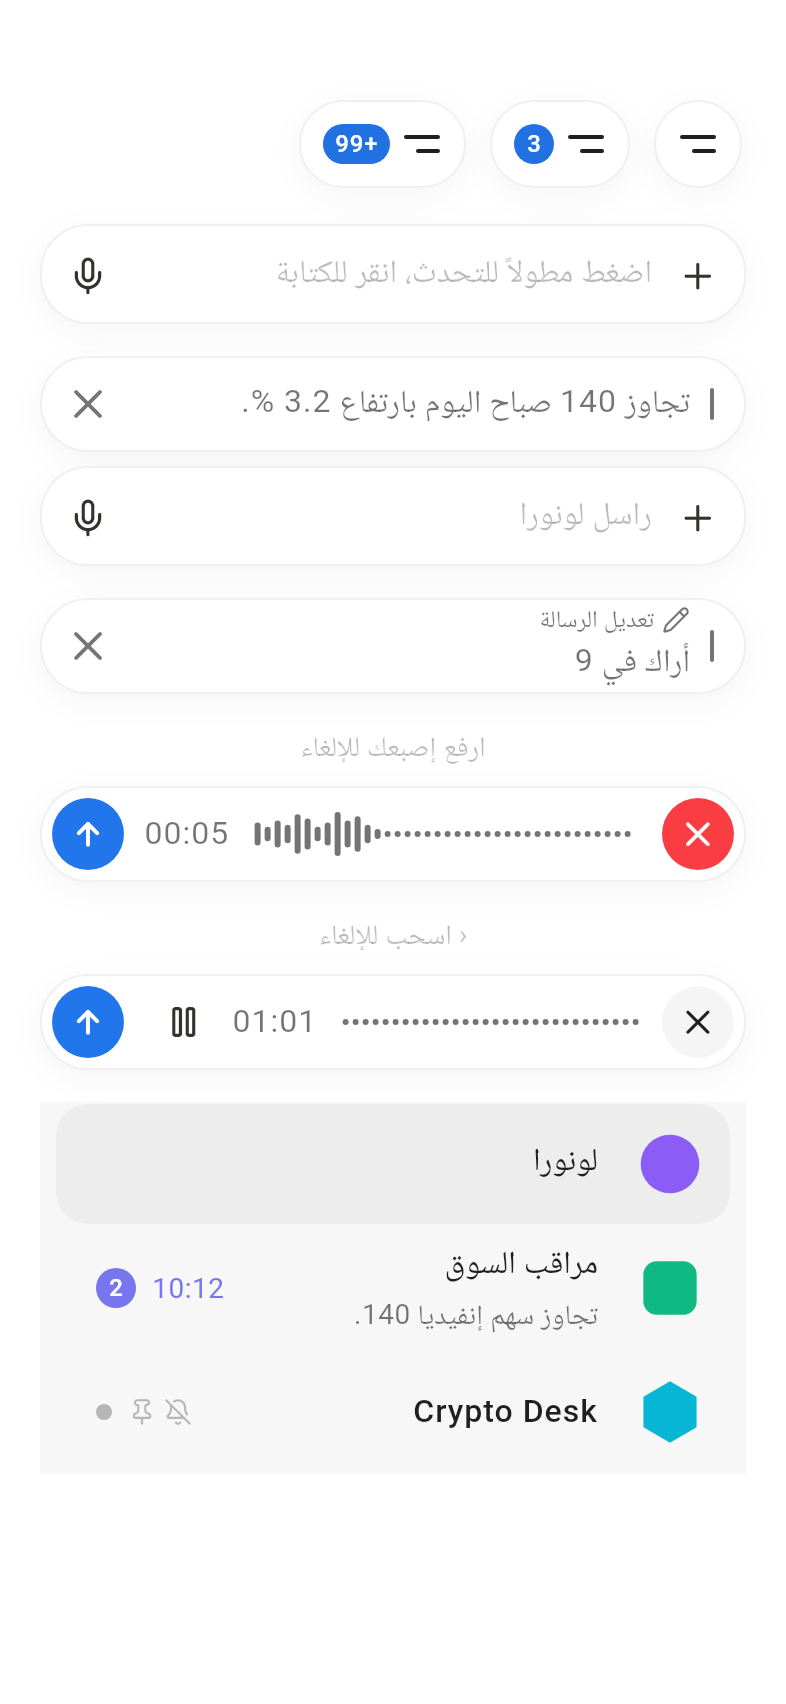 3
99+
اضغط مطولاً للتحدث، انقر للكتابة
تجاوز 140 صباح اليوم بارتفاع 3.2 %.
راسل لونورا
تعديل الرسالة
أراك في 9
ارفع إصبعك للإلغاء
00:05
‹ اسحب للإلغاء
01:01
لونورا
مراقب السوق
10:12
2
تجاوز سهم إنفيديا 140.
Crypto Desk